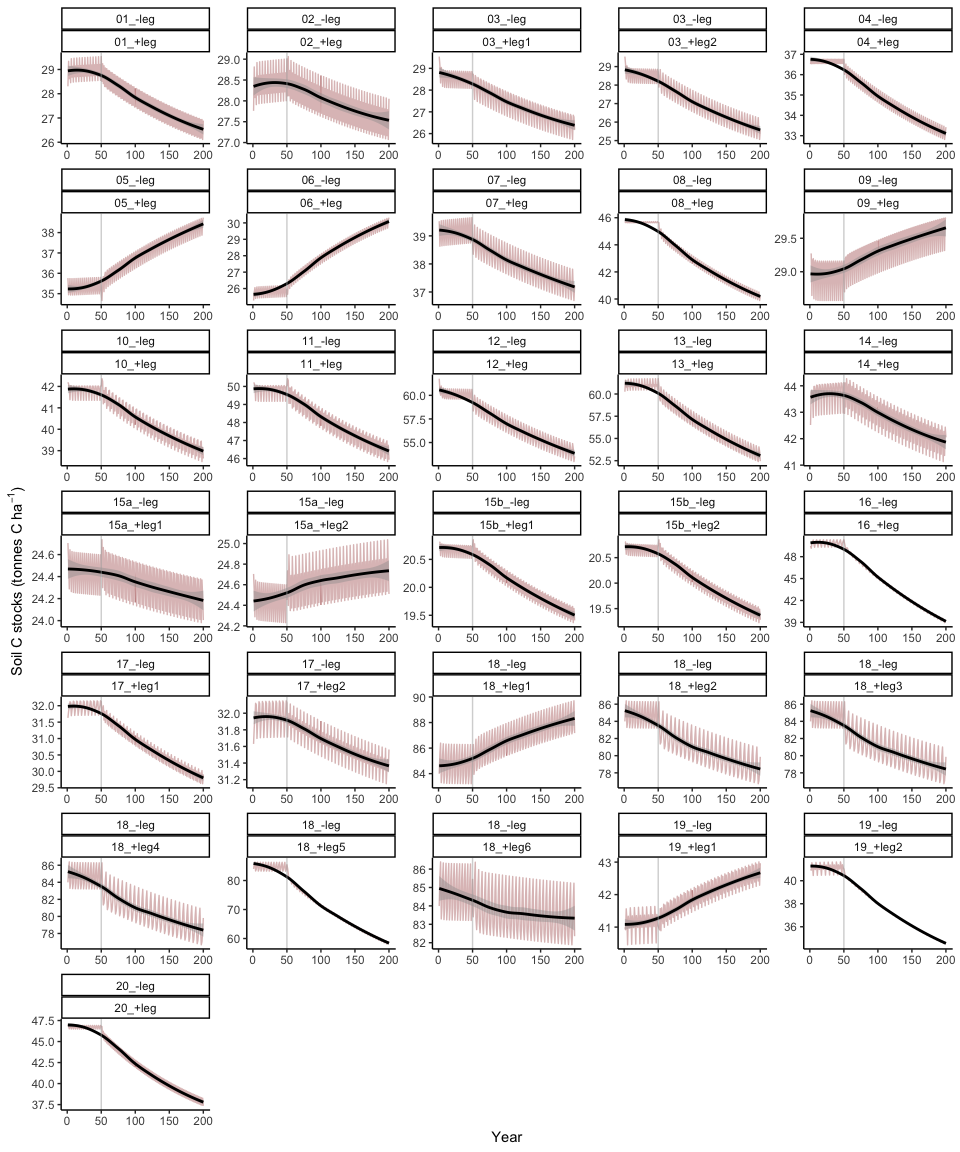 01_-leg 02_-leg 03_-leg 03_-leg 04_-leg
01_+leg 02_+leg 03_+leg1 03_+leg2 04_+leg
29 28 27 26
0 50 100 150 200
29.0 28.5 28.0 27.5 27.0
0 50 100 150 200
29 28 27 26
0 50 100 150 200
29 28 27 26 25
0 50 100 150 200
37 36 35 34 33
0 50 100 150 200
05_-leg 06_-leg 07_-leg 08_-leg 09_-leg
05_+leg 06_+leg 07_+leg 08_+leg 09_+leg
38 37 36 35
0 50 100 150 200
30 29 28 27 26
0 50 100 150 200
39 38 37
0 50 100 150 200
46 44 42 40
0 50 100 150 200
29.5 29.0
0 50 100 150 200
10_-leg 11_-leg 12_-leg 13_-leg 14_-leg
10_+leg 11_+leg 12_+leg 13_+leg 14_+leg
42 41 40 39
0 50 100 150 200
50 49 48 47 46
0 50 100 150 200
60.0 57.5 55.0
0 50 100 150 200
60.0 57.5 55.0 52.5
0 50 100 150 200
44 43 42 41
0 50 100 150 200
15a_-leg 15a_-leg 15b_-leg 15b_-leg 16_-leg
15a_+leg1 15a_+leg2 15b_+leg1 15b_+leg2 16_+leg
24.6 24.4 24.2 24.0
0 50 100 150 200
25.0 24.8 24.6 24.4 24.2
0 50 100 150 200
20.5 20.0 19.5
0 50 100 150 200
20.5 20.0 19.5
0 50 100 150 200
48 45 42 39
0 50 100 150 200
Soil C stocks (tonnes C ha⁻¹)
17_-leg 17_-leg 18_-leg 18_-leg 18_-leg
17_+leg1 17_+leg2 18_+leg1 18_+leg2 18_+leg3
32.0 31.5 31.0 30.5 30.0 29.5
0 50 100 150 200
32.0 31.8 31.6 31.4 31.2
0 50 100 150 200
90 88 86 84
0 50 100 150 200
86 84 82 80 78
0 50 100 150 200
86 84 82 80 78
0 50 100 150 200
18_-leg 18_-leg 18_-leg 19_-leg 19_-leg
18_+leg4 18_+leg5 18_+leg6 19_+leg1 19_+leg2
86 84 82 80 78
0 50 100 150 200
80 70 60
0 50 100 150 200
86 85 84 83 82
0 50 100 150 200
43 42 41
0 50 100 150 200
40 38 36
0 50 100 150 200
20_-leg
20_+leg
47.5 45.0 42.5 40.0 37.5
0 50 100 150 200
Year